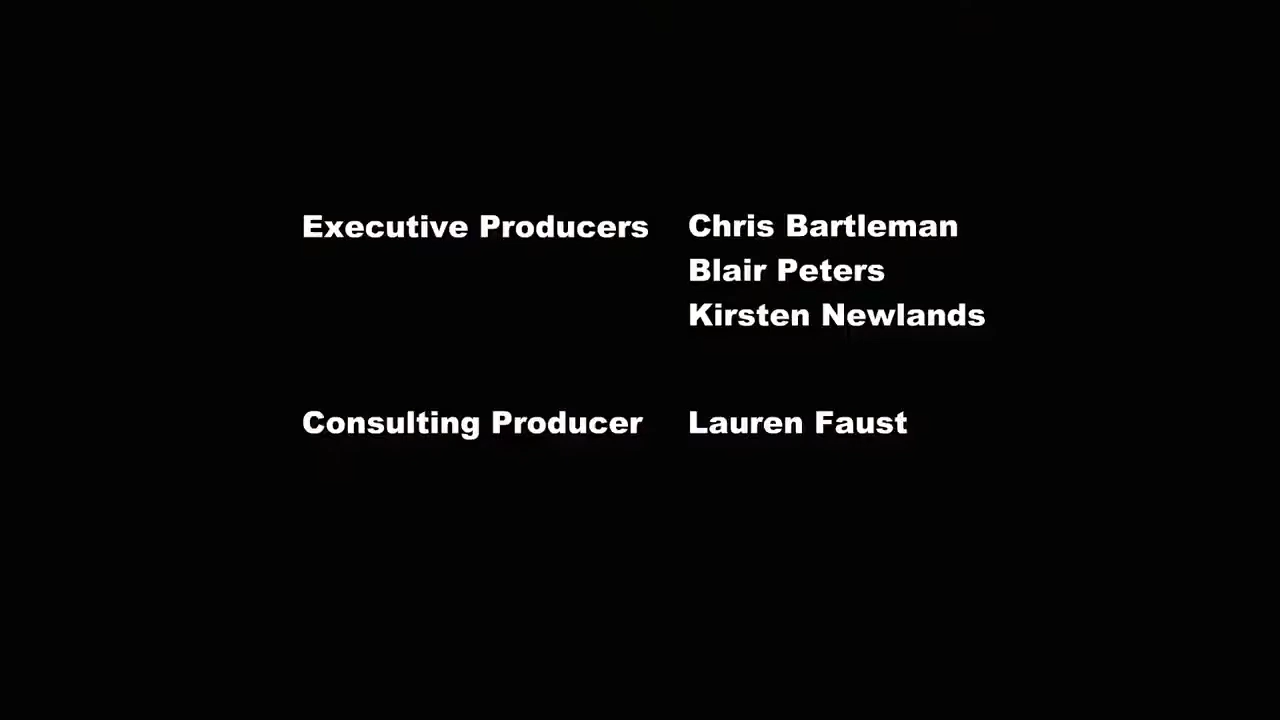 Executive Producers Chris Bartleman
Blair Peters
Kirsten Newlands
Consulting Producer Lauren Faust